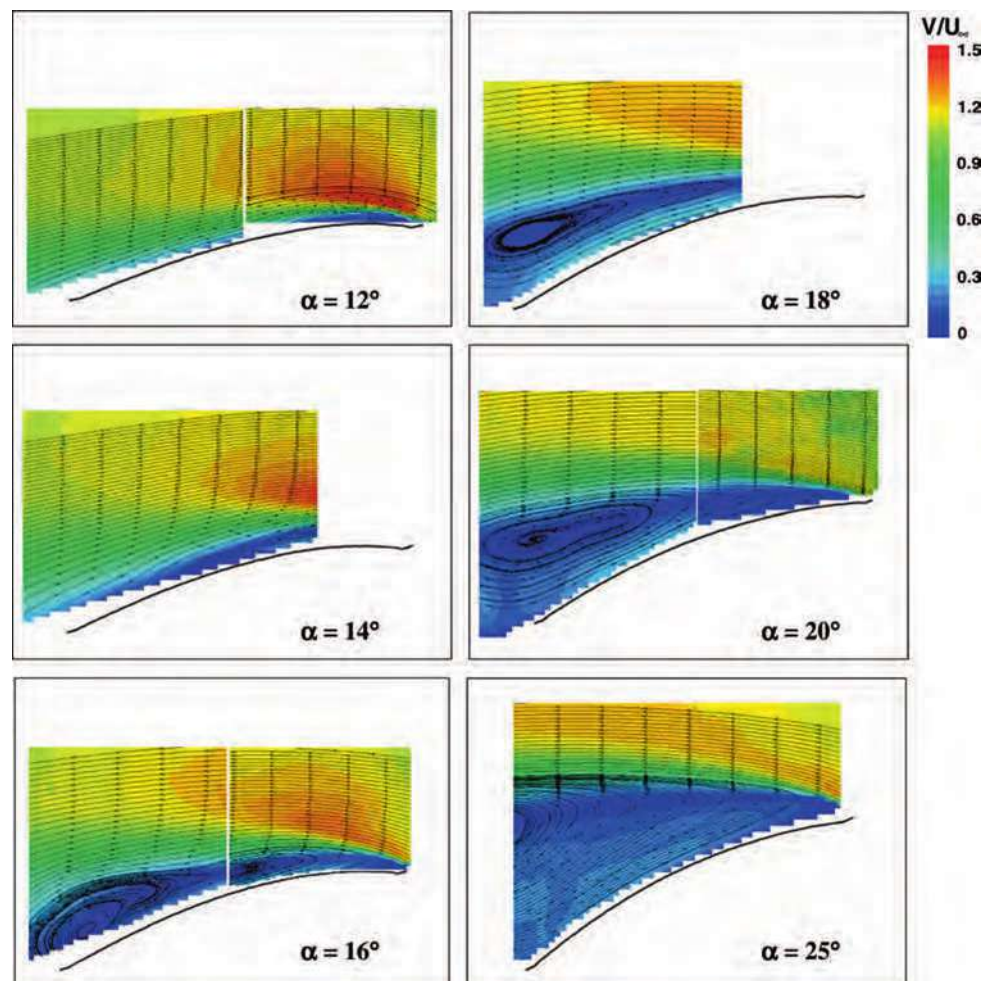 V/U∞
1.5
1.2
0.9
0.6
0.3
0
α = 12°
α = 18°
α = 14°
α = 20°
α = 16°
α = 25°